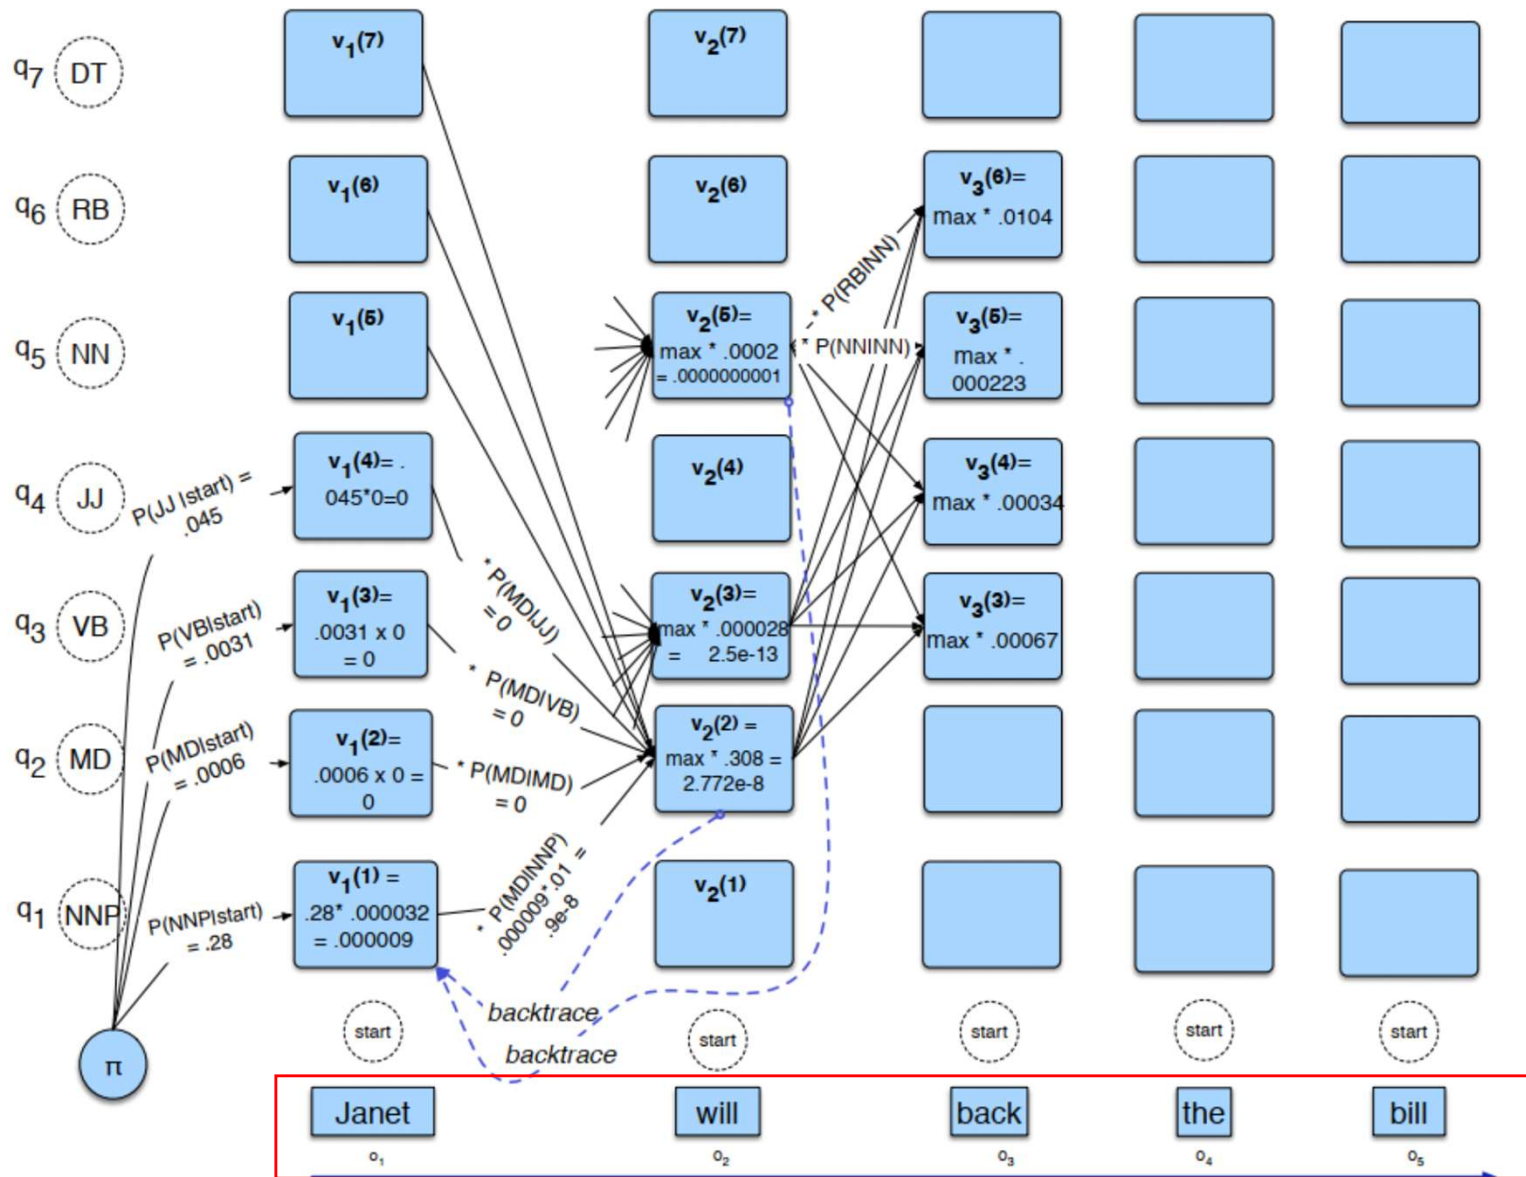 q7 DT
v1(7)
v2(7)
q6 RB
v1(6)
v2(6)
v3(6)=
max * .0104
* P(RB|NN)
q5 NN
v1(5)
v2(5)=
max * .0002
= .0000000001
* P(NN|NN)
v3(5)=
max * .
000223
q4 JJ
P(JJ |start) =
.045
v1(4)= .
045*0=0
v2(4)
v3(4)=
max * .00034
* P(MD|JJ)
= 0
q3 VB
P(VB|start)
= .0031
v1(3)=
.0031 x 0
= 0
v2(3)=
max * .000028
= 2.5e-13
v3(3)=
max * .00067
* P(MD|VB)
= 0
q2 MD
P(MD|start)
= .0006
v1(2)=
.0006 x 0 =
0
* P(MD|MD)
= 0
v2(2) =
max * .308 =
2.772e-8
q1 NNP
P(NNP|start)
= .28
v1(1) =
.28* .000032
= .000009
* P(MD|NNP)
.000009*.01 =
.9e-8
v2(1)
backtrace
backtrace
π
start
start
start
start
start
Janet will back the bill
o1 o2 o3 o4 o5